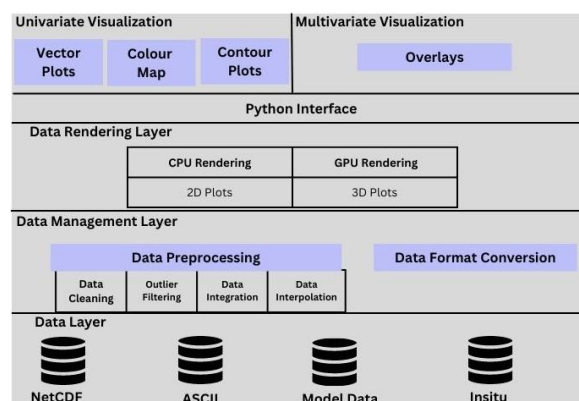 Univariate Visualization
Multivariate Visualization
Vector
Plots
Colour
Map
Contour
Plots
Overlays
Python Interface
Data Rendering Layer
CPU Rendering
GPU Rendering
2D Plots
3D Plots
Data Management Layer
Data Preprocessing
Data Format Conversion
Data
Cleaning
Outlier
Filtering
Data
Integration
Data
Interpolation
Data Layer
NetCDF
ASCII
Model Data
Insitu